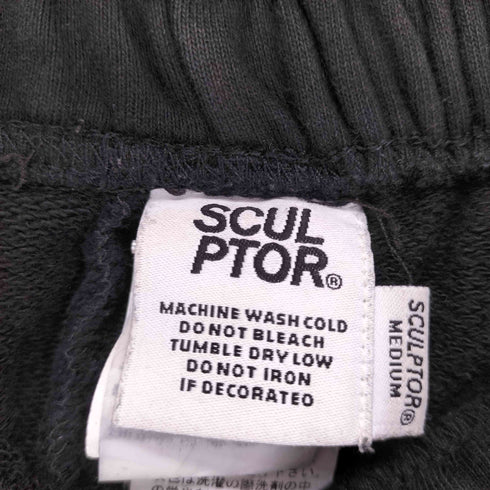 SCUL
PTOR®
MACHINE WASH COLD
DO NOT BLEACH
TUMBLE DRY LOW
DO NOT IRON
IF DECORATED
SCULPTOR®
MEDIUM